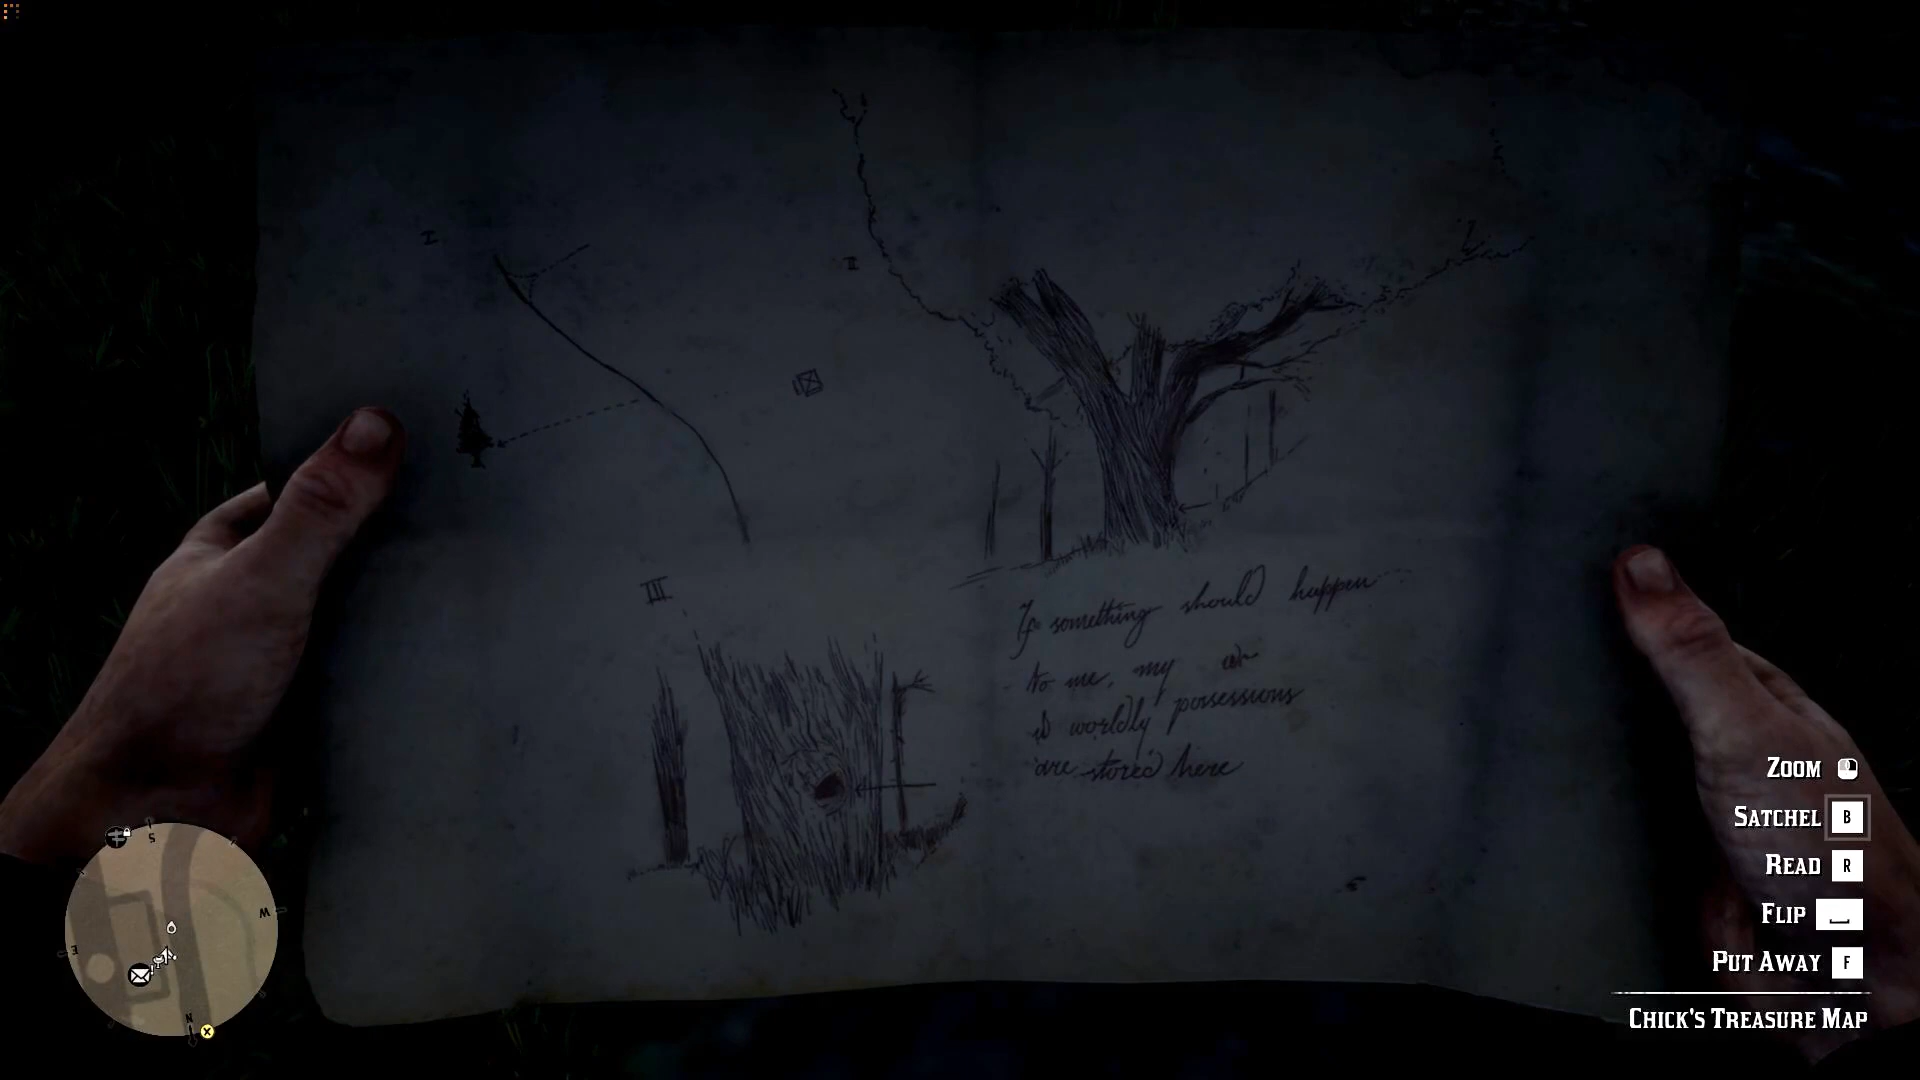 I
II
III
If something should happen
to me, my
worldly possessions
are stored here
S
W
E
N
X
Zoom
Satchel B
Read R
Flip
Put Away F
Chick's Treasure Map